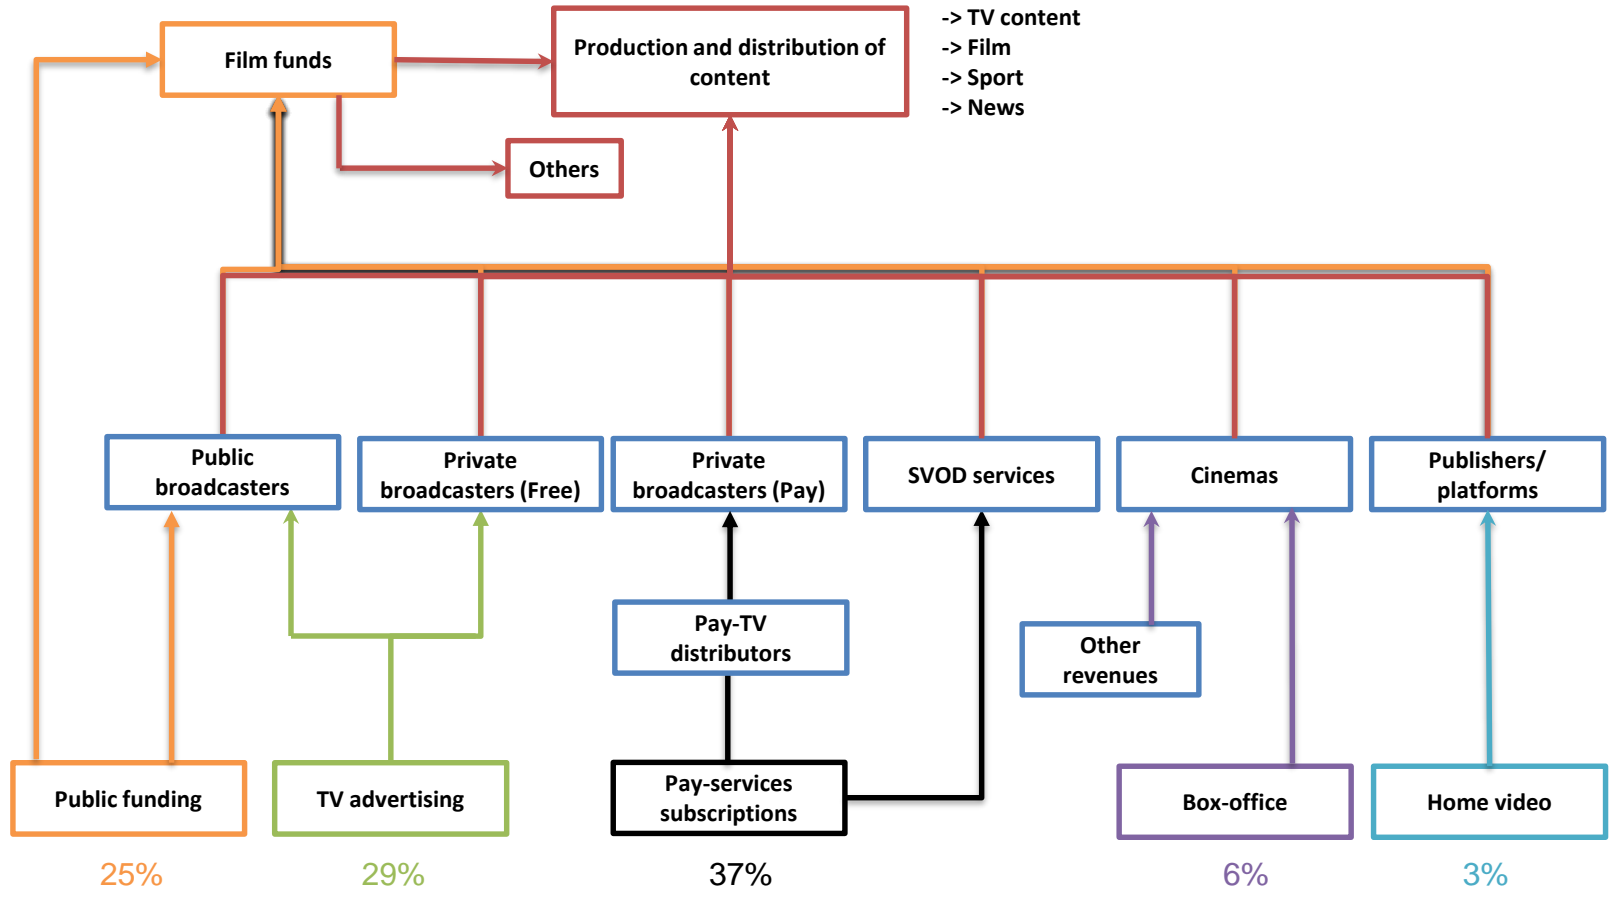 Film funds
Production and distribution of
content
-> TV content
-> Film
-> Sport
-> News
Others
Public
broadcasters
Private
broadcasters (Free)
Private
broadcasters (Pay)
SVOD services
Cinemas
Publishers/
platforms
Pay-TV
distributors
Other
revenues
Public funding
TV advertising
Pay-services
subscriptions
Box-office
Home video
25%
29%
37%
6%
3%